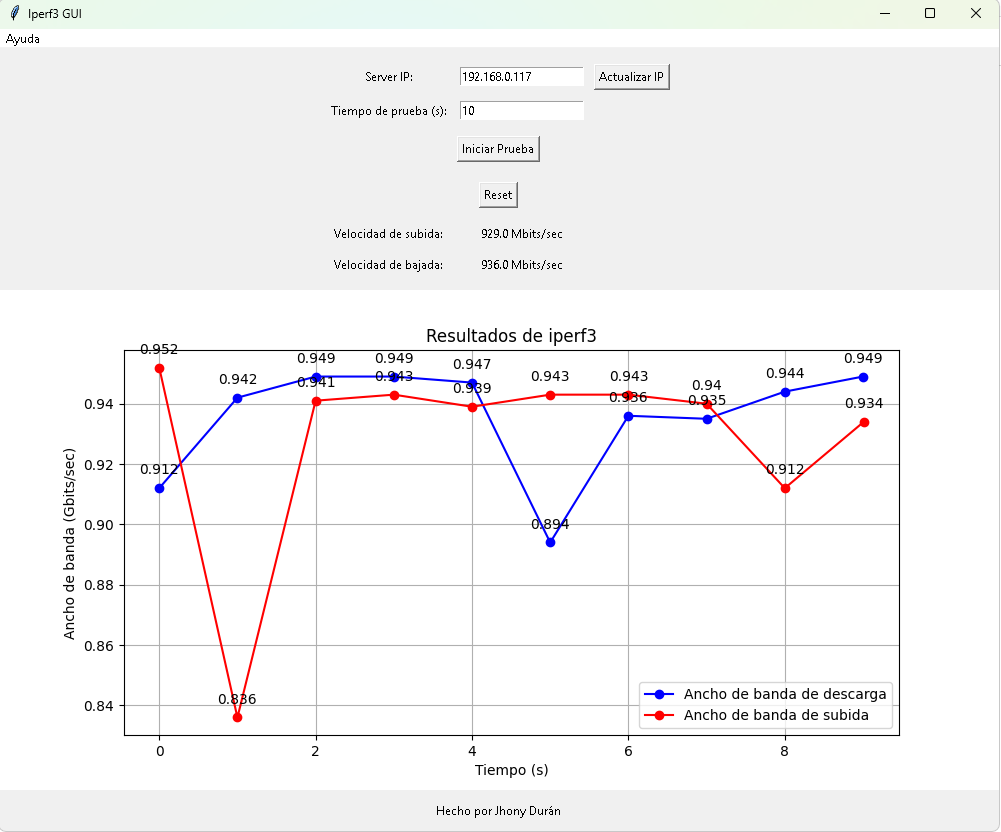 Iperf3 GUI
Ayuda
Server IP: 192.168.0.117 Actualizar IP
Tiempo de prueba (s): 10
Iniciar Prueba
Reset
Velocidad de subida: 929.0 Mbits/sec
Velocidad de bajada: 936.0 Mbits/sec
Resultados de iperf3
0.952 0.949 0.949 0.947 0.949
0.942 0.941 0.943 0.939 0.943 0.943 0.94 0.944
0.936 0.935 0.934
0.912 0.912
0.894
0.836
0.94
0.92
0.90
0.88
0.86
0.84
Ancho de banda (Gbits/sec)
Ancho de banda de descarga
Ancho de banda de subida
0 2 4 6 8
Tiempo (s)
Hecho por Jhony Durán